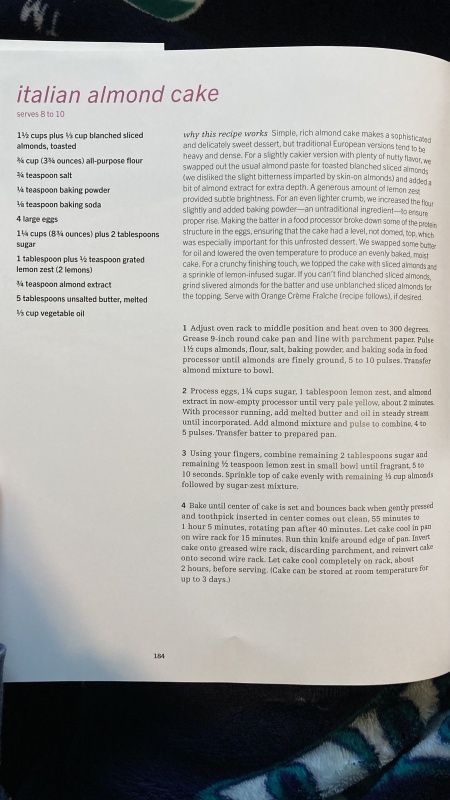 italian almond cake
serves 8 to 10
1½ cups plus ⅓ cup blanched sliced
almonds, toasted
¾ cup (3¾ ounces) all-purpose flour
¾ teaspoon salt
¼ teaspoon baking powder
⅛ teaspoon baking soda
4 large eggs
1¼ cups (8¾ ounces) plus 2 tablespoons
sugar
1 tablespoon plus ½ teaspoon grated
lemon zest (2 lemons)
¾ teaspoon almond extract
5 tablespoons unsalted butter, melted
⅓ cup vegetable oil
why this recipe works Simple, rich almond cake makes a sophisticated
and delicately sweet dessert, but traditional European versions tend to be
heavy and dense. For a slightly cakier version with plenty of nutty flavor, we
swapped out the usual almond paste for toasted blanched sliced almonds
(we disliked the slight bitterness imparted by skin-on almonds) and added a
bit of almond extract for extra depth. A generous amount of lemon zest
provided subtle brightness. For an even lighter crumb, we increased the flour
slightly and added baking powder—an untraditional ingredient—to ensure
proper rise. Making the batter in a food processor broke down some of the protein
structure in the eggs, ensuring that the cake had a level, not domed, top, which
was especially important for this unfrosted dessert. We swapped some butter
for oil and lowered the oven temperature to produce an evenly baked, moist
cake. For a crunchy finishing touch, we topped the cake with sliced almonds and
a sprinkle of lemon-infused sugar. If you can't find blanched sliced almonds,
grind slivered almonds for the batter and use unblanched sliced almonds for
the topping. Serve with Orange Crème Fraîche (recipe follows), if desired.
1 Adjust oven rack to middle position and heat oven to 300 degrees.
Grease 9-inch round cake pan and line with parchment paper. Pulse
1½ cups almonds, flour, salt, baking powder, and baking soda in food
processor until almonds are finely ground, 5 to 10 pulses. Transfer
almond mixture to bowl.
2 Process eggs, 1¼ cups sugar, 1 tablespoon lemon zest, and almond
extract in now-empty processor until very pale yellow, about 2 minutes.
With processor running, add melted butter and oil in steady stream
until incorporated. Add almond mixture and pulse to combine, 4 to
5 pulses. Transfer batter to prepared pan.
3 Using your fingers, combine remaining 2 tablespoons sugar and
remaining ½ teaspoon lemon zest in small bowl until fragrant, 5 to
10 seconds. Sprinkle top of cake evenly with remaining ⅓ cup almonds
followed by sugar-zest mixture.
4 Bake until center of cake is set and bounces back when gently pressed
and toothpick inserted in center comes out clean, 55 minutes to
1 hour 5 minutes, rotating pan after 40 minutes. Let cake cool in pan
on wire rack for 15 minutes. Run thin knife around edge of pan. Invert
cake onto greased wire rack, discarding parchment, and reinvert cake
onto second wire rack. Let cake cool completely on rack, about
2 hours, before serving. (Cake can be stored at room temperature for
up to 3 days.)
184